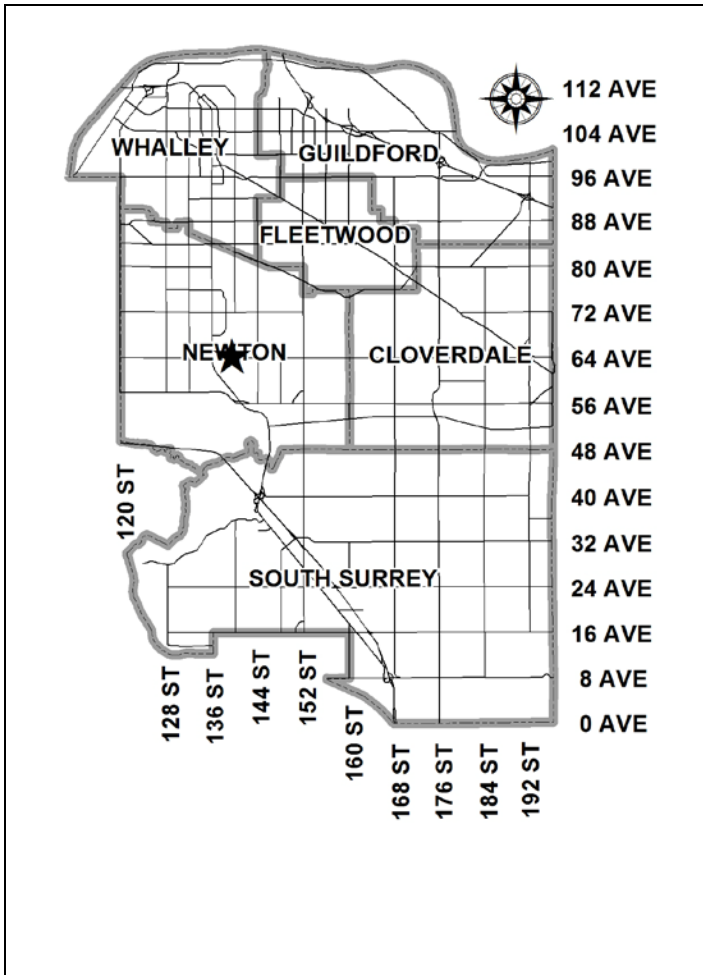 112 AVE
104 AVE
WHALLEY
GUILDFORD
96 AVE
88 AVE
FLEETWOOD
80 AVE
72 AVE
NEWTON
CLOVERDALE
64 AVE
56 AVE
48 AVE
120 ST
40 AVE
32 AVE
SOUTH SURREY
24 AVE
16 AVE
128 ST
136 ST
144 ST
152 ST
8 AVE
160 ST
0 AVE
168 ST
176 ST
184 ST
192 ST